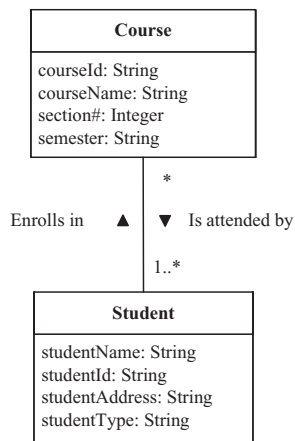 Course
courseId: String
courseName: String
section#: Integer
semester: String
*
Enrolls in ▲ ▼ Is attended by
1..*
Student
studentName: String
studentId: String
studentAddress: String
studentType: String